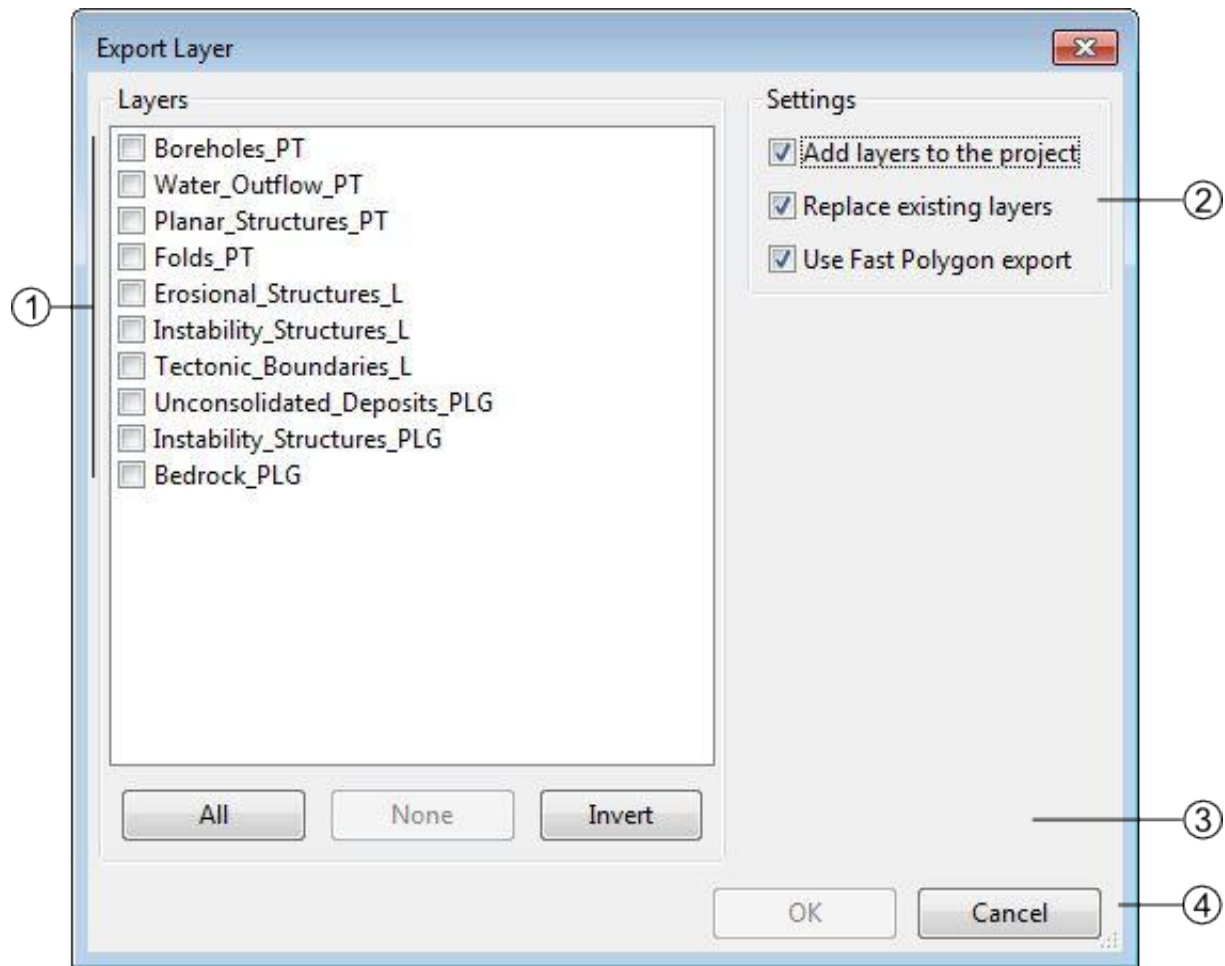 Export Layer
Layers
Boreholes_PT
Water_Outflow_PT
Planar_Structures_PT
Folds_PT
Erosional_Structures_L
Instability_Structures_L
Tectonic_Boundaries_L
Unconsolidated_Deposits_PLG
Instability_Structures_PLG
Bedrock_PLG
All None Invert
Settings
Add layers to the project
Replace existing layers
Use Fast Polygon export
OK Cancel
1
2
3
4